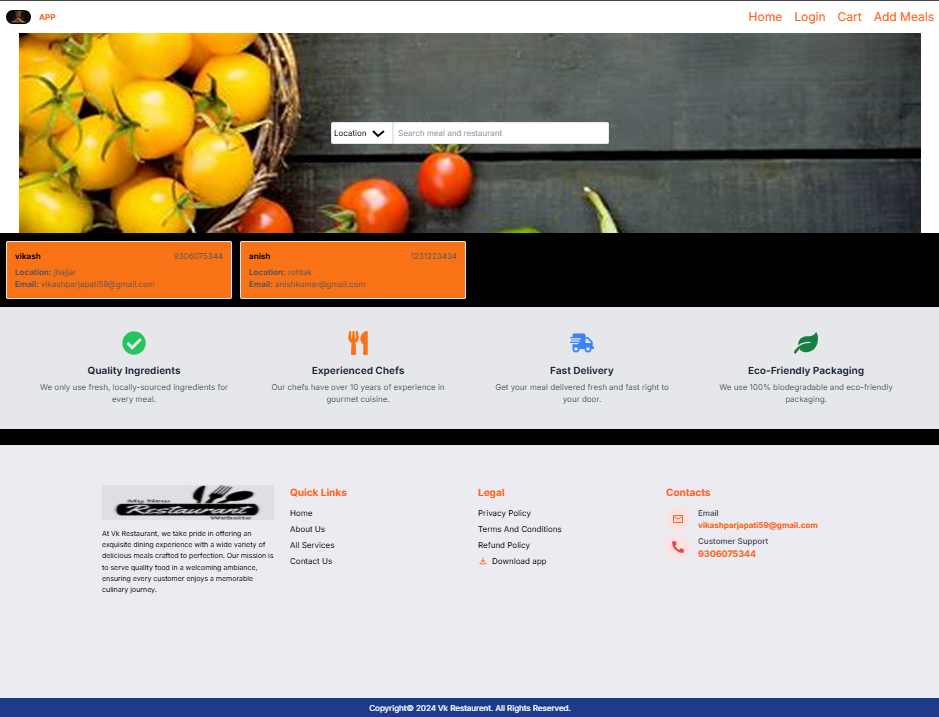 APP
Home Login Cart Add Meals
Location Search meal and restaurant
vikash 9306075344
Location: jhajjar
Email: vikashparjapati59@gmail.com
anish 1231223434
Location: rohtak
Email: anishkumar@gmail.com
Quality Ingredients
We only use fresh, locally-sourced ingredients for
every meal.
Experienced Chefs
Our chefs have over 10 years of experience in
gourmet cuisine.
Fast Delivery
Get your meal delivered fresh and fast right to
your door.
Eco-Friendly Packaging
We use 100% biodegradable and eco-friendly
packaging.
My New
Restaurant
Website
At Vk Restaurant, we take pride in offering an
exquisite dining experience with a wide variety of
delicious meals crafted to perfection. Our mission is
to serve quality food in a welcoming ambiance,
ensuring every customer enjoys a memorable
culinary journey.
Quick Links
Home
About Us
All Services
Contact Us
Legal
Privacy Policy
Terms And Conditions
Refund Policy
Download app
Contacts
Email
vikashparjapati59@gmail.com
Customer Support
9306075344
Copyright© 2024 Vk Restaurent. All Rights Reserved.